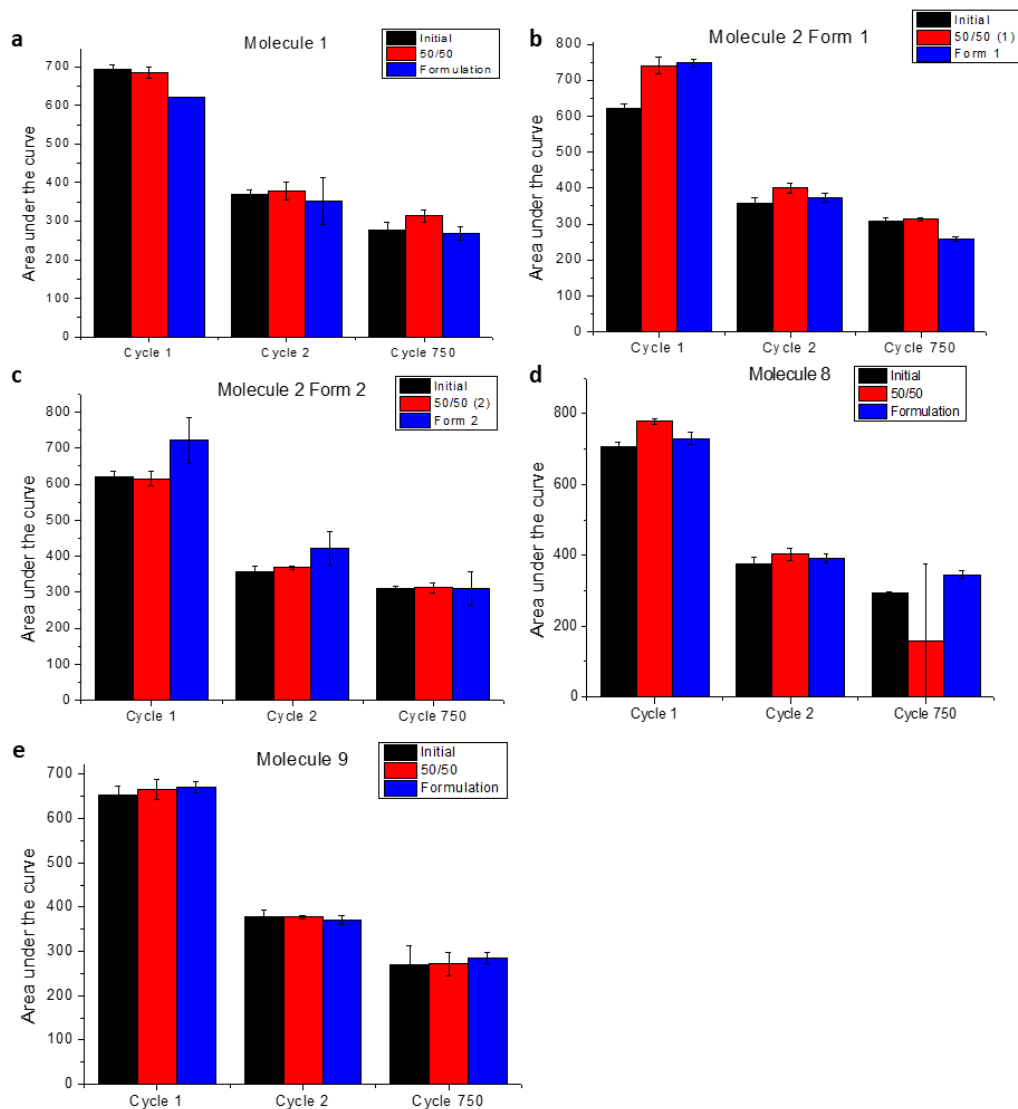 a
Molecule 1
Initial
50/50
Formulation
Area under the curve
700
600
500
400
300
200
100
0
Cycle 1
Cycle 2
Cycle 750
b
Molecule 2 Form 1
Initial
50/50 (1)
Form 1
Area under the curve
800
700
600
500
400
300
200
100
0
Cycle 1
Cycle 2
Cycle 750
c
Molecule 2 Form 2
Initial
50/50 (2)
Form 2
Area under the curve
800
700
600
500
400
300
200
100
0
Cycle 1
Cycle 2
Cycle 750
d
Molecule 8
Initial
50/50
Formulation
Area under the curve
800
600
400
200
0
Cycle 1
Cycle 2
Cycle 750
e
Molecule 9
Initial
50/50
Formulation
Area under the curve
700
600
500
400
300
200
100
0
Cycle 1
Cycle 2
Cycle 750